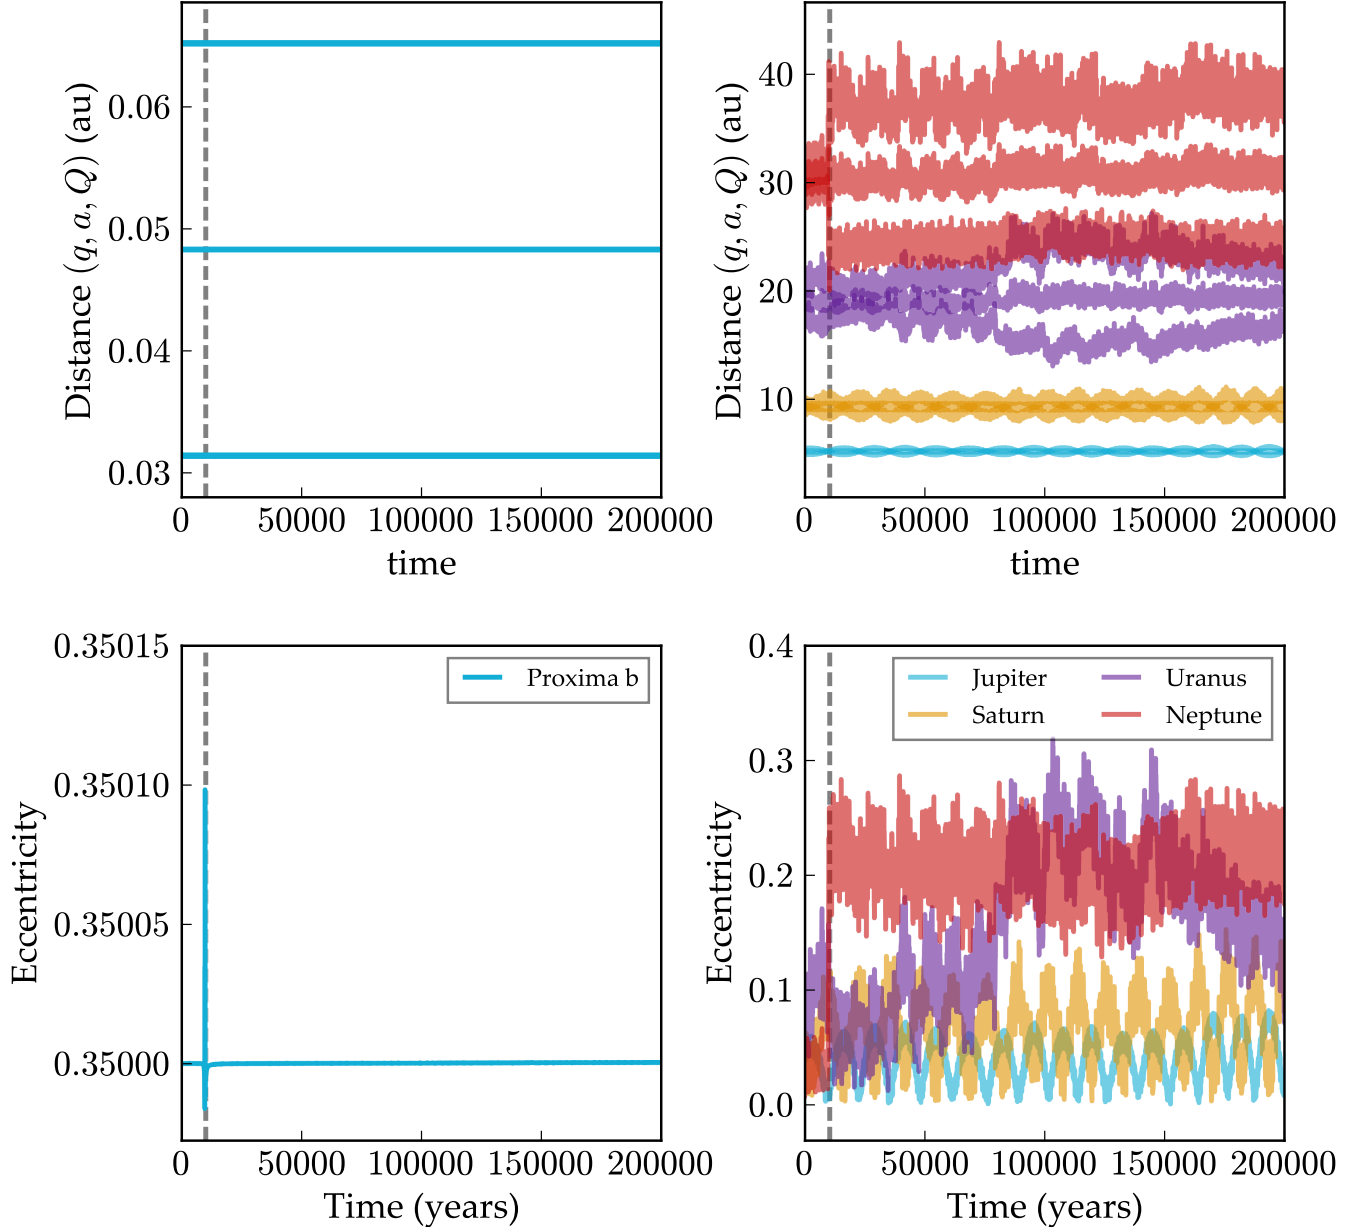 Distance (q, a, Q) (au)
0.06
0.05
0.04
0.03
0 50000 100000 150000 200000
time
Distance (q, a, Q) (au)
40
30
20
10
0 50000 100000 150000 200000
time
Eccentricity
0.35015
0.35010
0.35005
0.35000
Proxima b
0 50000 100000 150000 200000
Time (years)
Eccentricity
0.4
0.3
0.2
0.1
0.0
Jupiter Uranus
Saturn Neptune
0 50000 100000 150000 200000
Time (years)